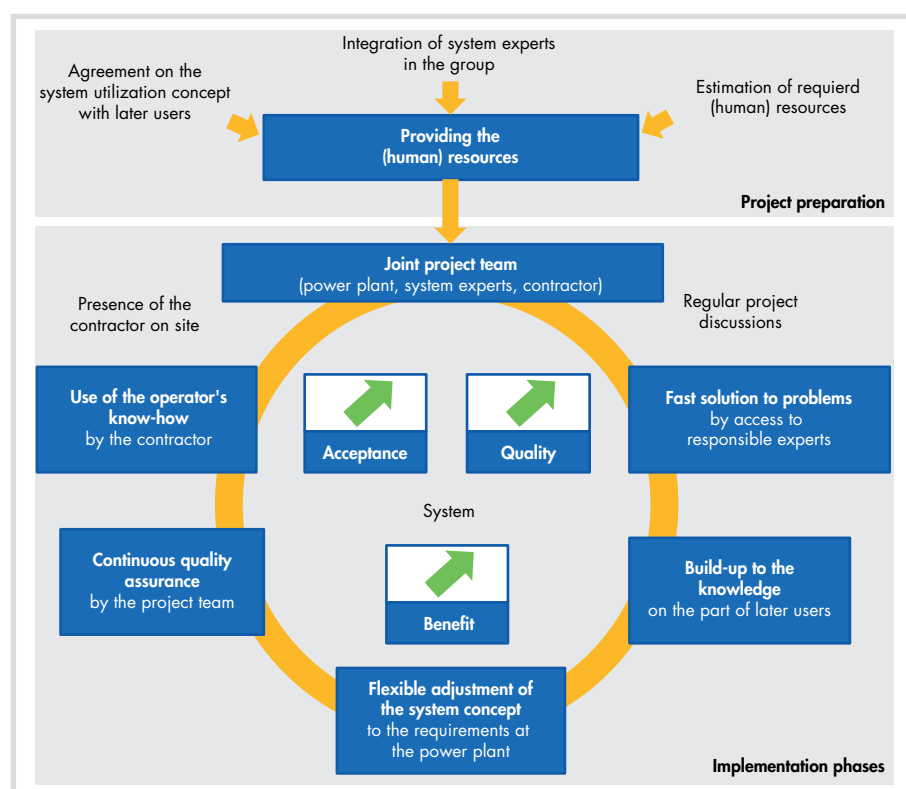 Integration of system experts
in the group
Agreement on the
system utilization concept
with later users
Estimation of requierd
(human) resources
Providing the
(human) resources
Project preparation
Joint project team
(power plant, system experts, contractor)
Presence of the
contractor on site
Regular project
discussions
Use of the operator's
know-how
by the contractor
Acceptance
Quality
Fast solution to problems
by access to
responsible experts
System
Continuous quality
assurance
by the project team
Benefit
Build-up to the
knowledge
on the part of later users
Flexible adjustment of
the system concept
to the requirements at
the power plant
Implementation phases